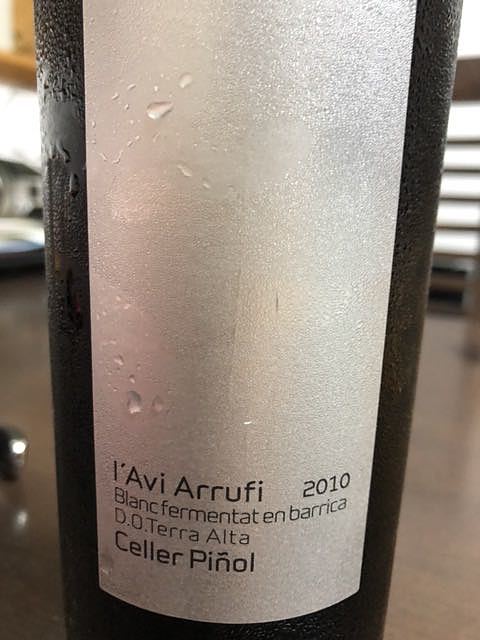 l'Avi Arrufi 2010
Blanc fermentat en barrica
D.O.Terra Alta
Celler Piñol